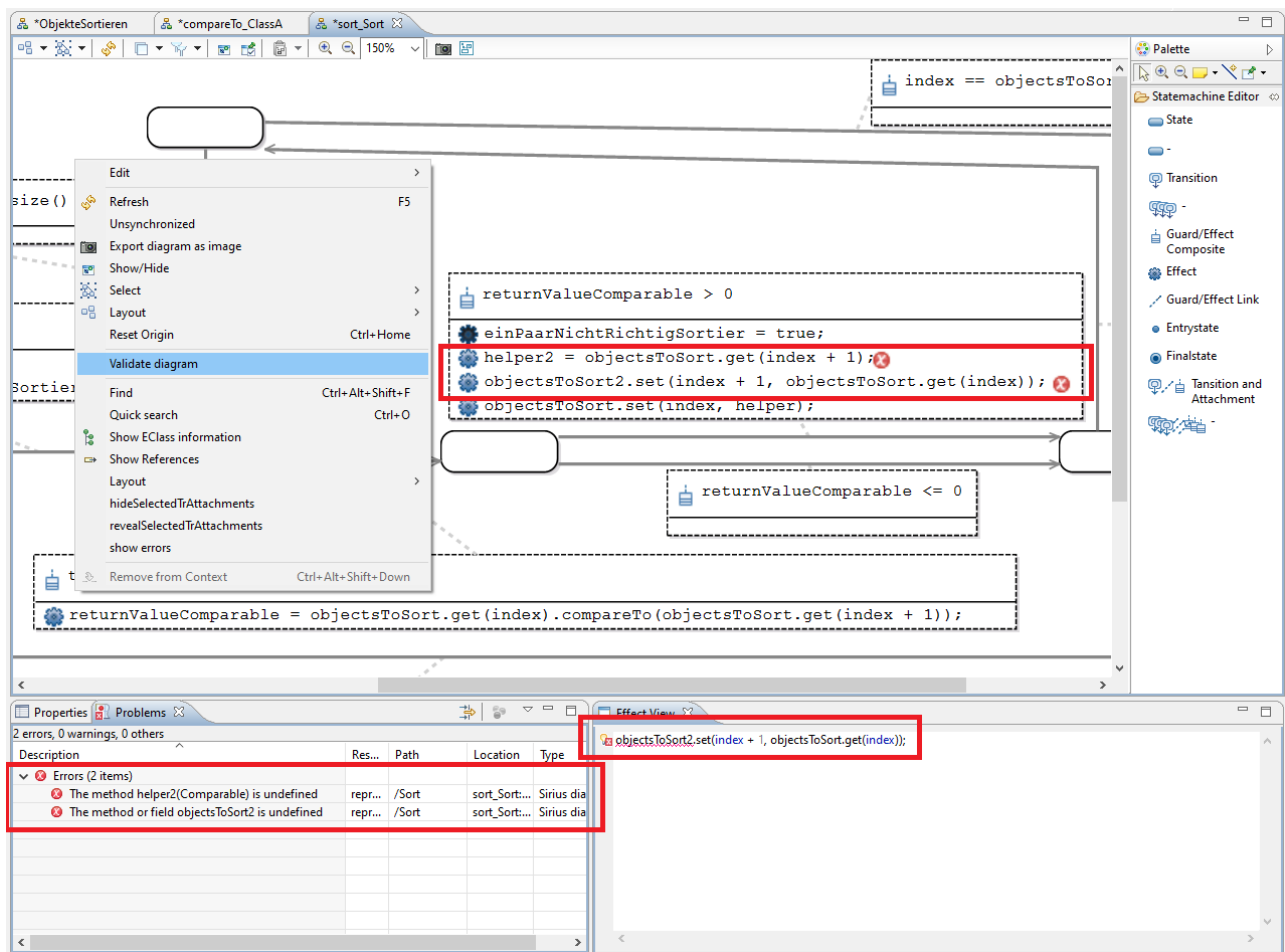 *ObjekteSortieren
*compareTo_ClassA
*sort_Sort
150%
Palette
Statemachine Editor
State
-
Transition
-
Guard/Effect
Composite
Effect
Guard/Effect Link
Entrystate
Finalstate
Tansition and
Attachment
-
index == objectsToSor
size()
Sortier
Edit
Refresh F5
Unsynchronized
Export diagram as image
Show/Hide
Select
Layout
Reset Origin Ctrl+Home
Validate diagram
Find Ctrl+Alt+Shift+F
Quick search Ctrl+O
Show EClass information
Show References
Layout
hideSelectedTrAttachments
revealSelectedTrAttachments
show errors
Remove from Context Ctrl+Alt+Shift+Down
returnValueComparable > 0
einPaarNichtRichtigSortier = true;
helper2 = objectsToSort.get(index + 1);
objectsToSort2.set(index + 1, objectsToSort.get(index));
objectsToSort.set(index, helper);
returnValueComparable <= 0
t
returnValueComparable = objectsToSort.get(index).compareTo(objectsToSort.get(index + 1));
Properties
Problems
2 errors, 0 warnings, 0 others
Description Res... Path Location Type
Errors (2 items)
The method helper2(Comparable) is undefined repr... /Sort sort_Sort:... Sirius dia
The method or field objectsToSort2 is undefined repr... /Sort sort_Sort:... Sirius dia
Effect View
objectsToSort2.set(index + 1, objectsToSort.get(index));